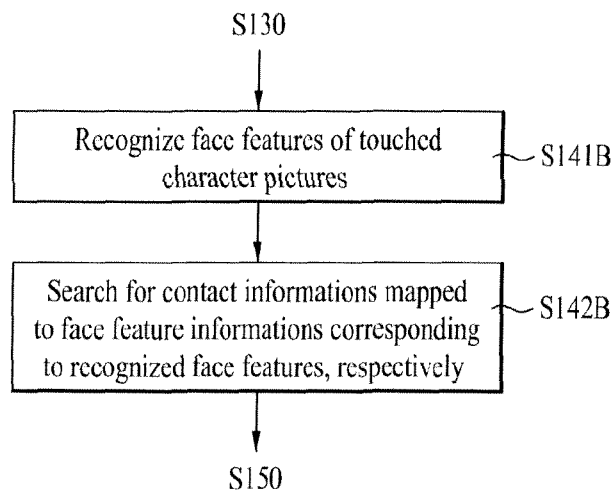 S130
Recognize face features of touched
character pictures
S141B
Search for contact informations mapped
to face feature informations corresponding
to recognized face features, respectively
S142B
S150